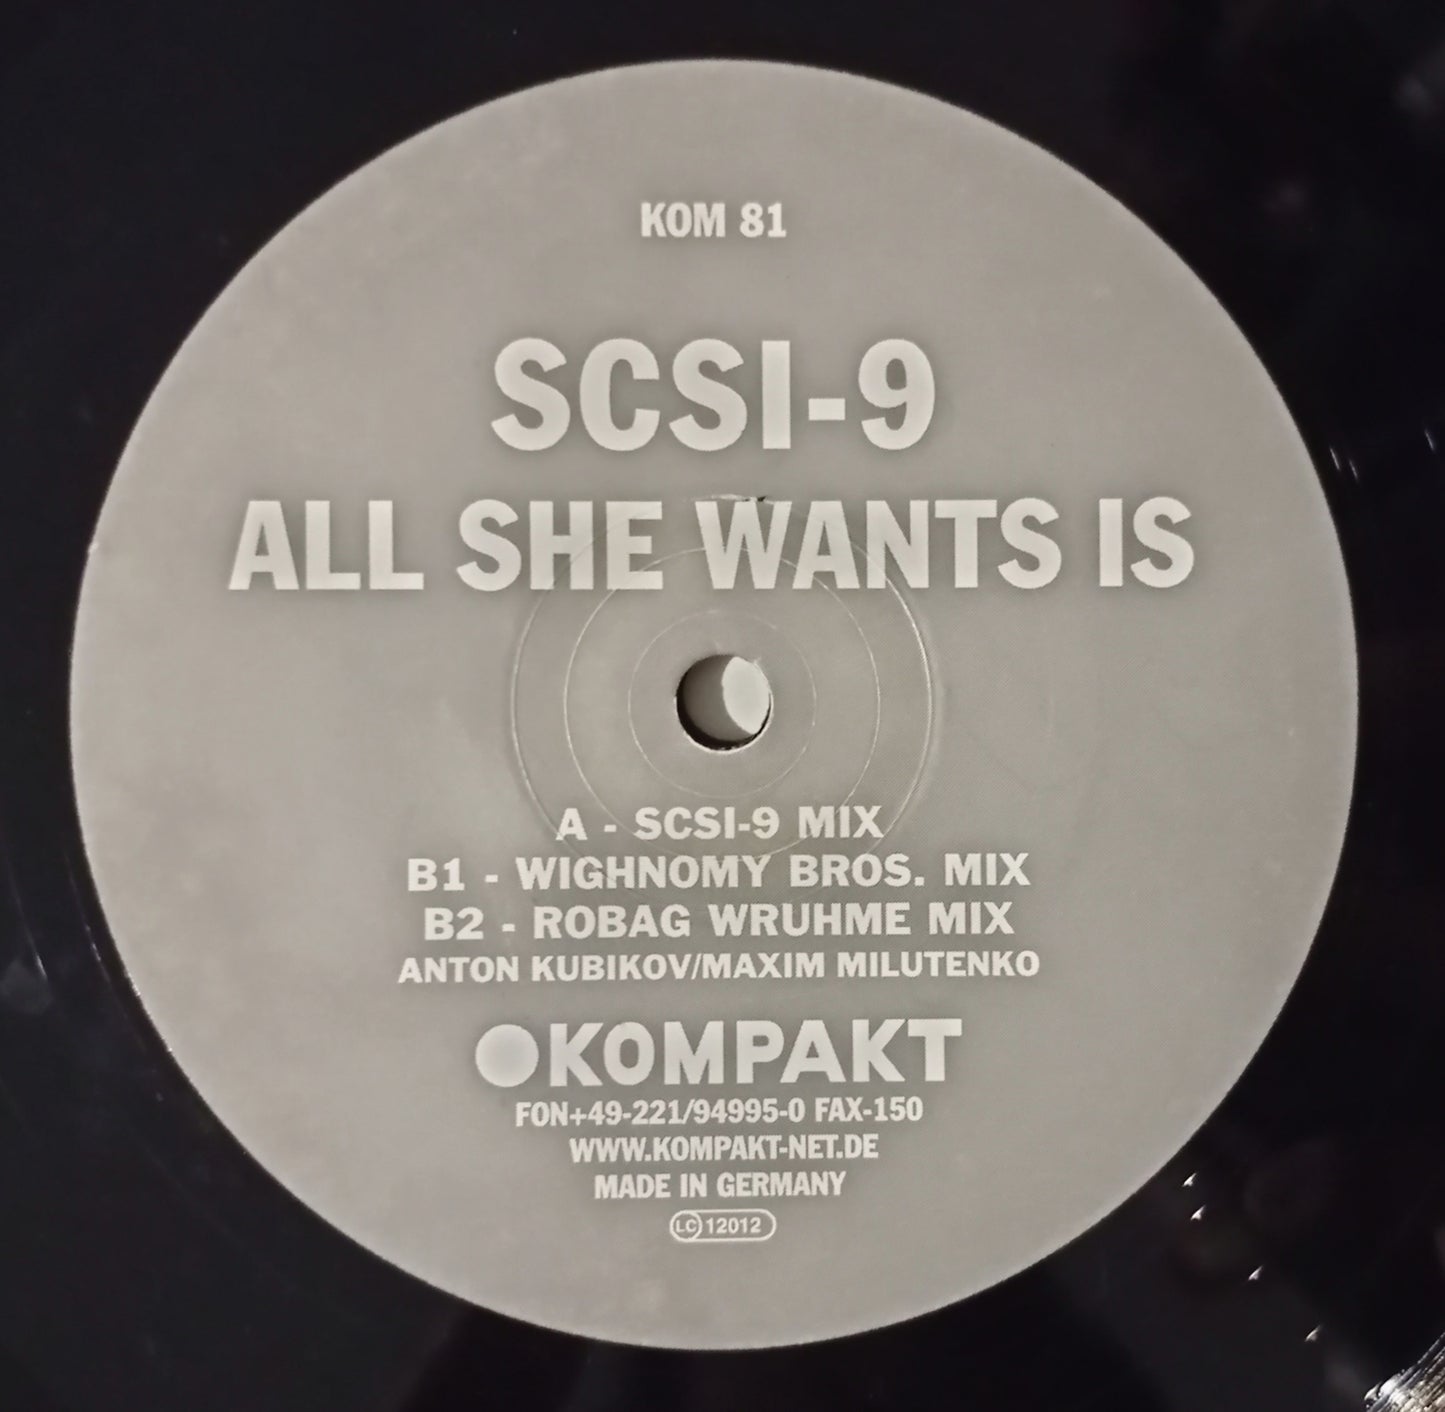 KOM 81
SCSI-9
ALL SHE WANTS IS
A - SCSI-9 MIX
B1 - WIGHNOMY BROS. MIX
B2 - ROBAG WRUHME MIX
ANTON KUBIKOV/MAXIM MILUTENKO
KOMPAKT
FON+49-221/94995-0 FAX-150
WWW.KOMPAKT-NET.DE
MADE IN GERMANY
LC 12012